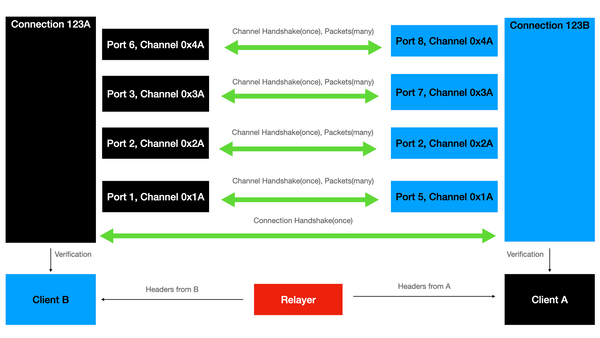 Connection 123A
Connection 123B
Port 6, Channel 0x4A
Channel Handshake(once), Packets(many)
Port 8, Channel 0x4A
Port 3, Channel 0x3A
Channel Handshake(once), Packets(many)
Port 7, Channel 0x3A
Port 2, Channel 0x2A
Channel Handshake(once), Packets(many)
Port 2, Channel 0x2A
Port 1, Channel 0x1A
Channel Handshake(once), Packets(many)
Port 5, Channel 0x1A
Connection Handshake(once)
Verification
Verification
Client B
Headers from B
Relayer
Headers from A
Client A